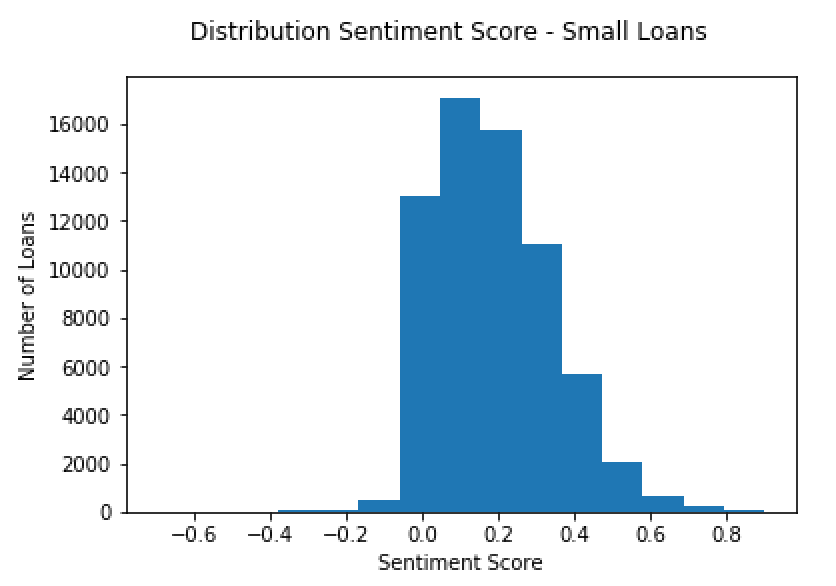 Distribution Sentiment Score - Small Loans
Number of Loans
16000
14000
12000
10000
8000
6000
4000
2000
0
−0.6 −0.4 −0.2 0.0 0.2 0.4 0.6 0.8
Sentiment Score